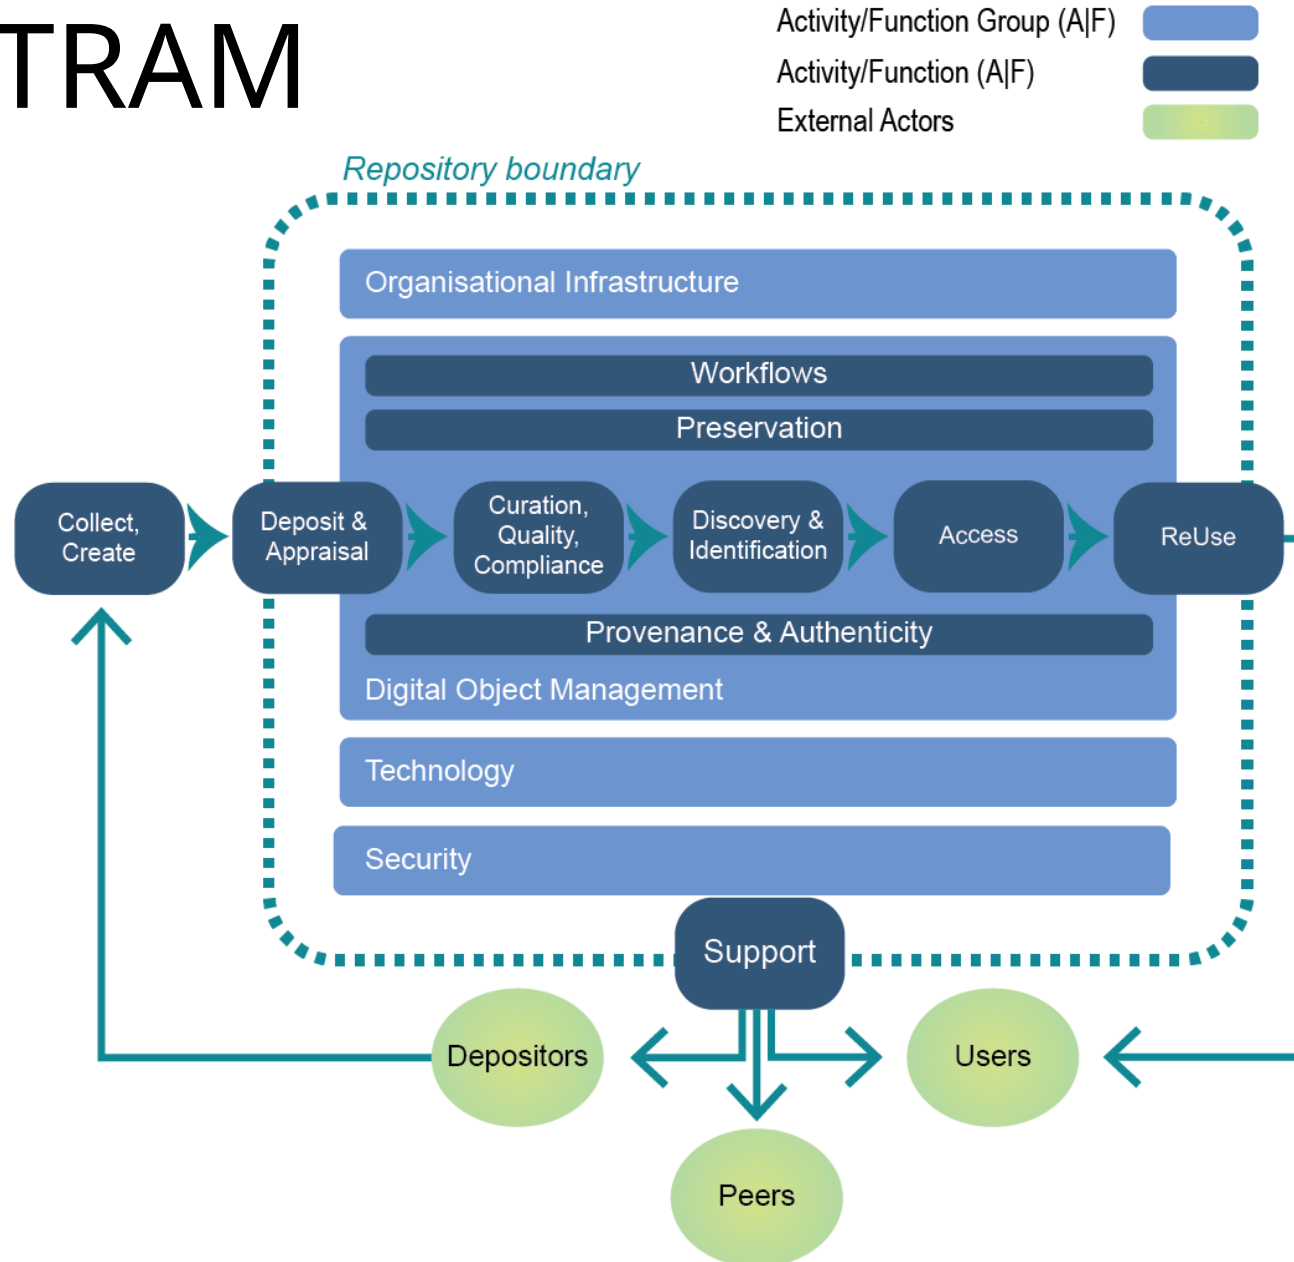 TRAM
Activity/Function Group (A|F)
Activity/Function (A|F)
External Actors
Repository boundary
Organisational Infrastructure
Workflows
Preservation
Collect,
Create
Deposit &
Appraisal
Curation,
Quality,
Compliance
Discovery &
Identification
Access
ReUse
Provenance & Authenticity
Digital Object Management
Technology
Security
Support
Depositors
Users
Peers